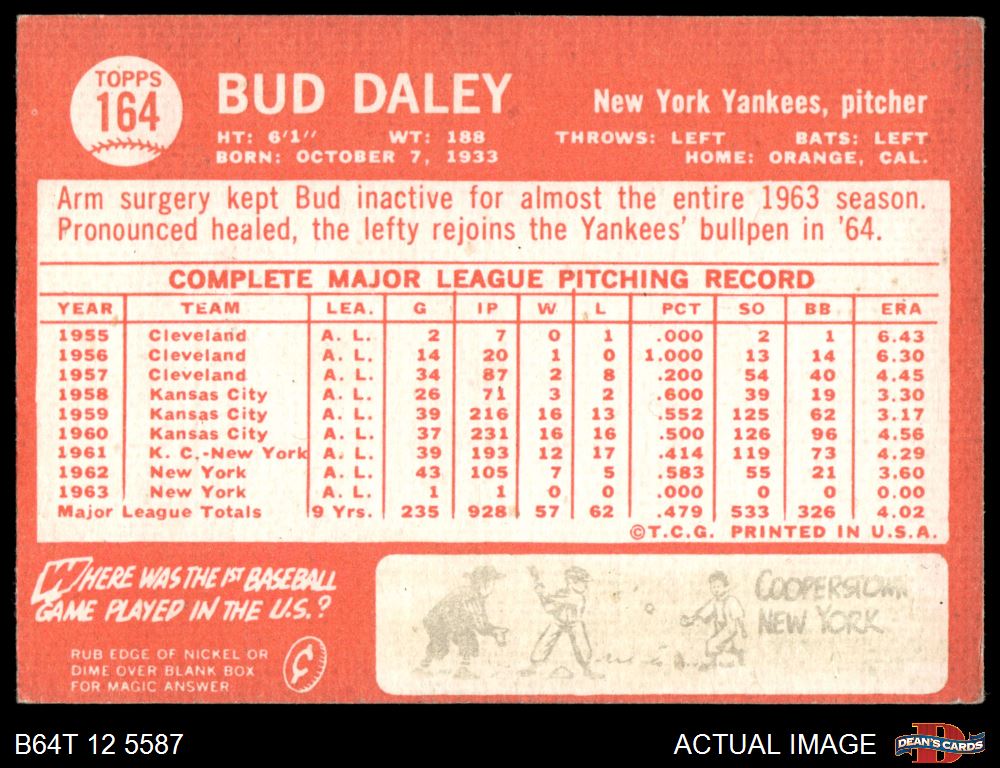 TOPPS
164
BUD DALEY
New York Yankees, pitcher
HT: 6'1" WT: 188 THROWS: LEFT BATS: LEFT
BORN: OCTOBER 7, 1933 HOME: ORANGE, CAL.
Arm surgery kept Bud inactive for almost the entire 1963 season.
Pronounced healed, the lefty rejoins the Yankees' bullpen in '64.
COMPLETE MAJOR LEAGUE PITCHING RECORD
YEAR TEAM LEA. G IP W L PCT SO BB ERA
1955 Cleveland A. L. 2 7 0 1 .000 2 1 6.43
1956 Cleveland A. L. 14 20 1 0 1.000 13 14 6.30
1957 Cleveland A. L. 34 87 2 8 .200 54 40 4.45
1958 Kansas City A. L. 26 71 3 2 .600 39 19 3.30
1959 Kansas City A. L. 39 216 16 13 .552 125 62 3.17
1960 Kansas City A. L. 37 231 16 16 .500 126 96 4.56
1961 K. C.-New York A. L. 39 193 12 17 .414 119 73 4.29
1962 New York A. L. 43 105 7 5 .583 55 21 3.60
1963 New York A. L. 1 1 0 0 .000 0 0 0.00
Major League Totals 9 Yrs. 235 928 57 62 .479 533 326 4.02
©T.C.G. PRINTED IN U.S.A.
WHERE WAS THE 1ST BASEBALL
GAME PLAYED IN THE U.S.?
RUB EDGE OF NICKEL OR
DIME OVER BLANK BOX
FOR MAGIC ANSWER
COOPERSTOWN
NEW YORK
B64T 12 5587
ACTUAL IMAGE
D
DEAN'S CARDS